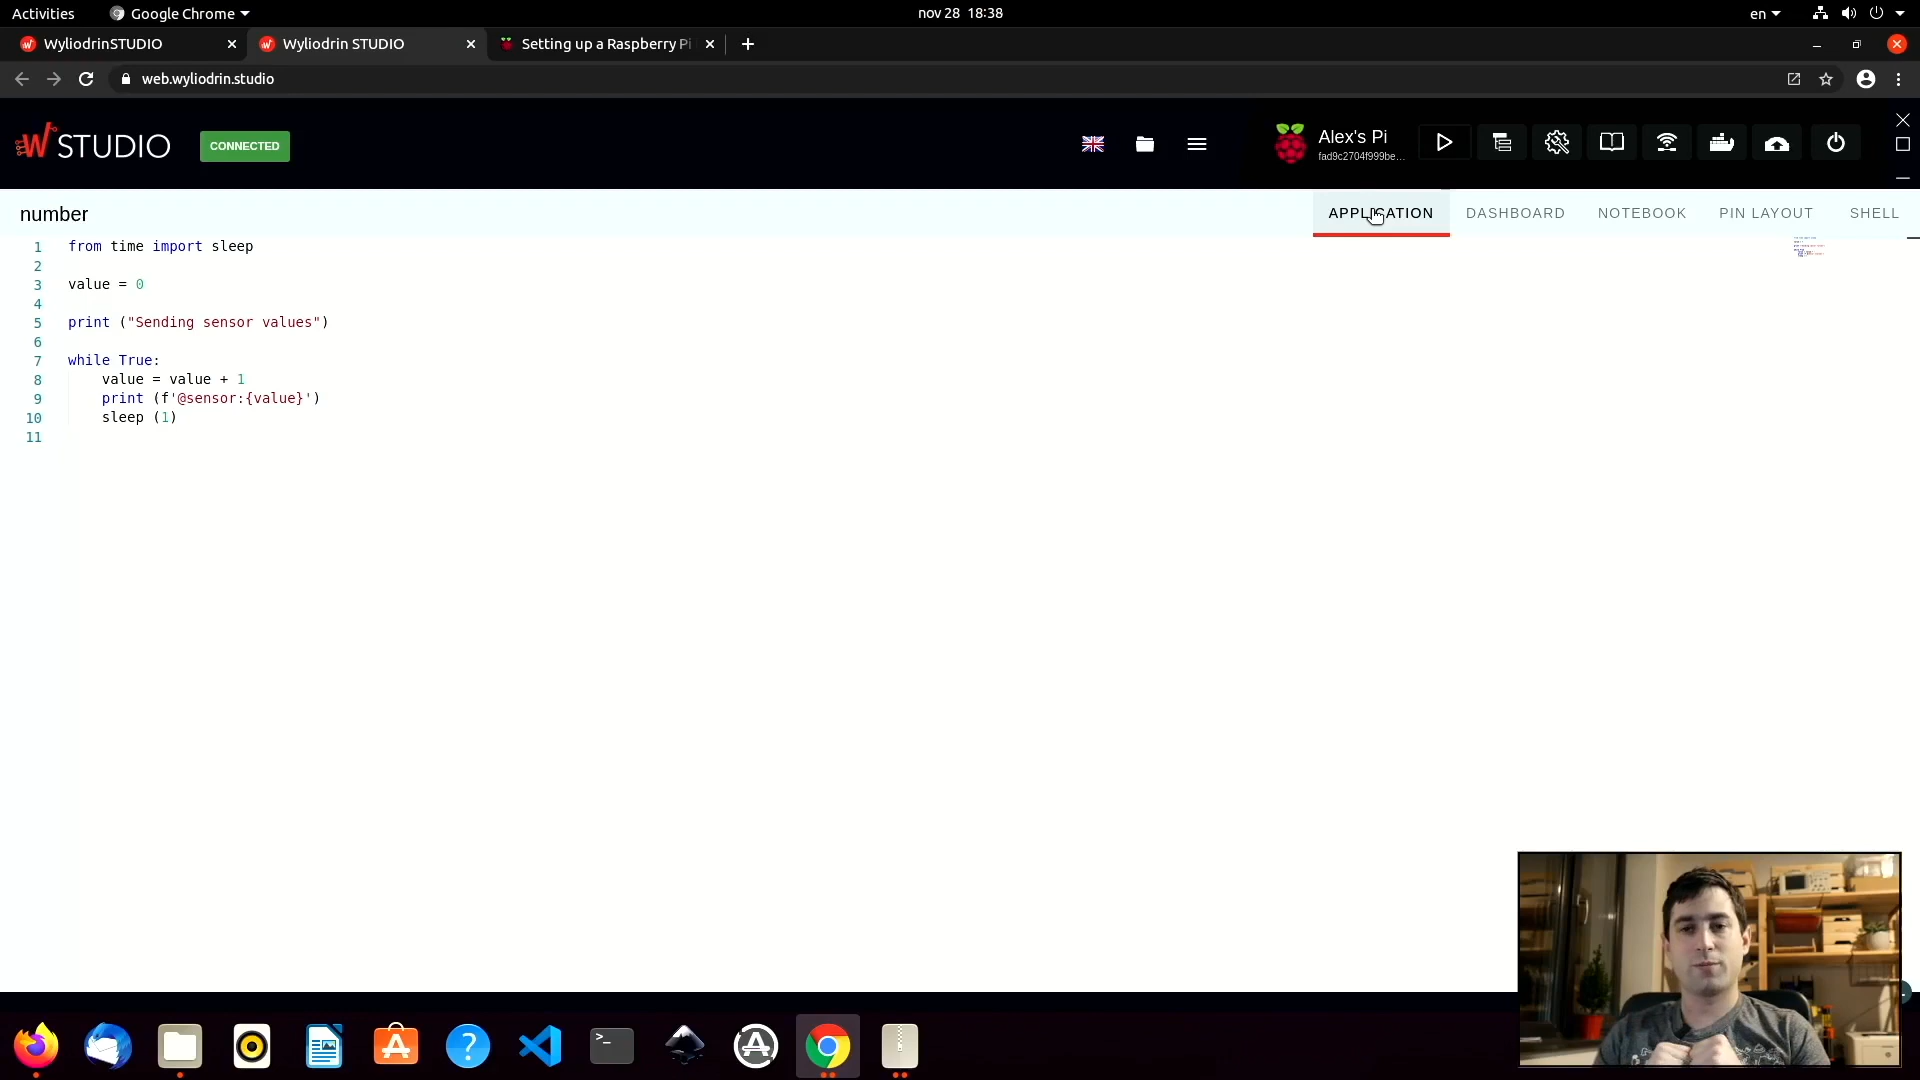 Activities
Google Chrome
nov 28 18:38
en
WyliodrinSTUDIO
Wyliodrin STUDIO
Setting up a Raspberry Pi
web.wyliodrin.studio
W STUDIO
CONNECTED
Alex's Pi
fad9c2704f999be...
number
APPLICATION
DASHBOARD
NOTEBOOK
PIN LAYOUT
SHELL
1 from time import sleep
2
3 value = 0
4
5 print ("Sending sensor values")
6
7 while True:
8 value = value + 1
9 print (f'@sensor:{value}')
10 sleep (1)
11